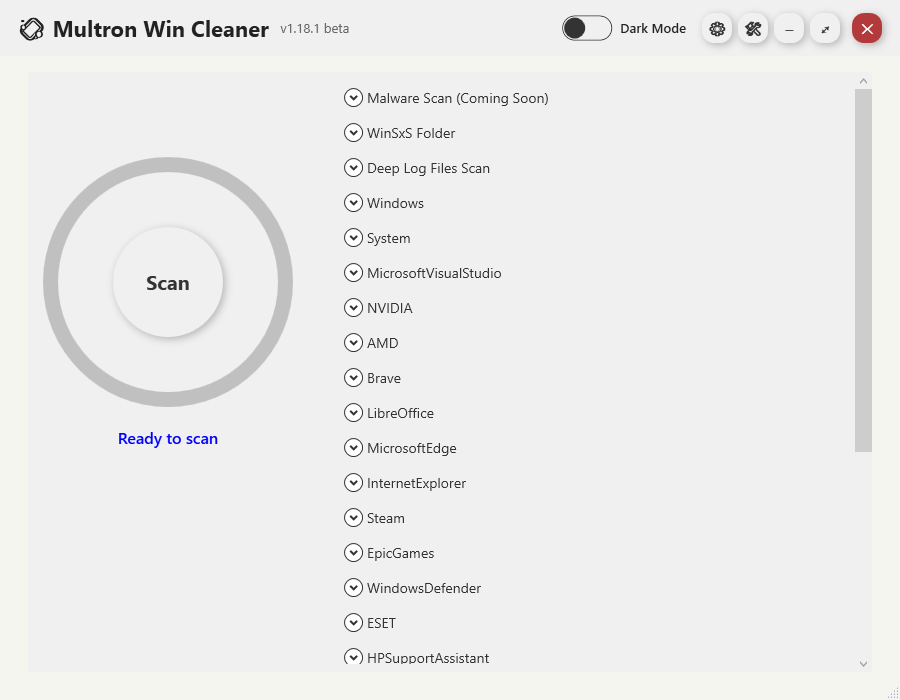 Multron Win Cleaner v1.18.1 beta
Dark Mode
Scan
Ready to scan
Malware Scan (Coming Soon)
WinSxS Folder
Deep Log Files Scan
Windows
System
MicrosoftVisualStudio
NVIDIA
AMD
Brave
LibreOffice
MicrosoftEdge
InternetExplorer
Steam
EpicGames
WindowsDefender
ESET
HPSupportAssistant